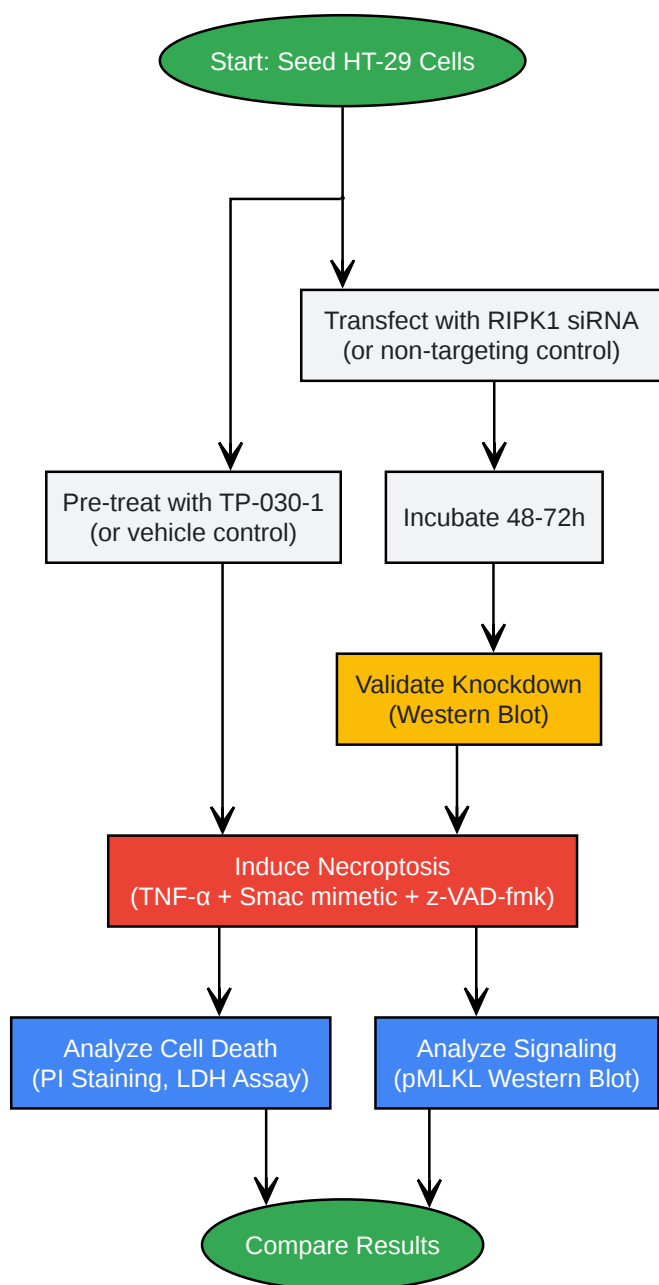 Start: Seed HT-29 Cells
Transfect with RIPK1 siRNA
(or non-targeting control)
Pre-treat with TP-030-1
(or vehicle control)
Incubate 48-72h
Validate Knockdown
(Western Blot)
Induce Necroptosis
(TNF-α + Smac mimetic + z-VAD-fmk)
Analyze Cell Death
(PI Staining, LDH Assay)
Analyze Signaling
(pMLKL Western Blot)
Compare Results